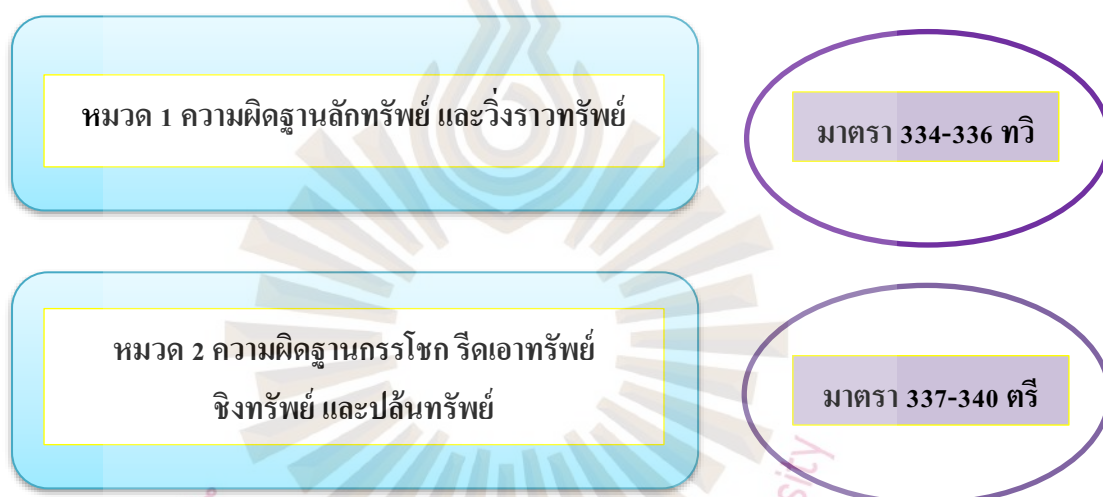 หมวด 1 ความผิดฐานลักทรัพย์ และวิ่งราวทรัพย์
มาตรา 334-336 ทวิ
หมวด 2 ความผิดฐานกรรโชก รีดเอาทรัพย์
ชิงทรัพย์ และปล้นทรัพย์
มาตรา 337-340 ตรี